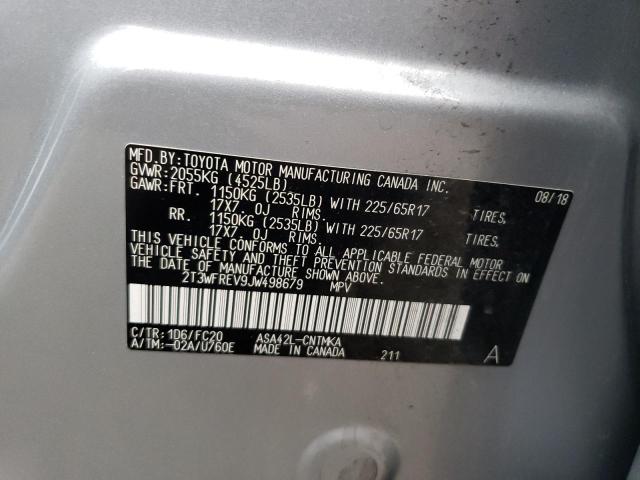 MFD.BY:TOYOTA MOTOR MANUFACTURING CANADA INC.
GVWR:2055KG (4525LB) 08/18
GAWR:FRT. 1150KG (2535LB) WITH 225/65R17 TIRES,
17X7.0J RIMS.
RR. 1150KG (2535LB) WITH 225/65R17 TIRES,
17X7.0J RIMS.
THIS VEHICLE CONFORMS TO ALL APPLICABLE FEDERAL MOTOR
VEHICLE SAFETY AND THEFT PREVENTION STANDARDS IN EFFECT ON
THE DATE OF MANUFACTURE SHOWN ABOVE.
2T3WFREV9JW498679 MPV
C/TR:1D6/FC20 ASA42L-CNTMKA
A/TM:-02A/U760E MADE IN CANADA 211 A